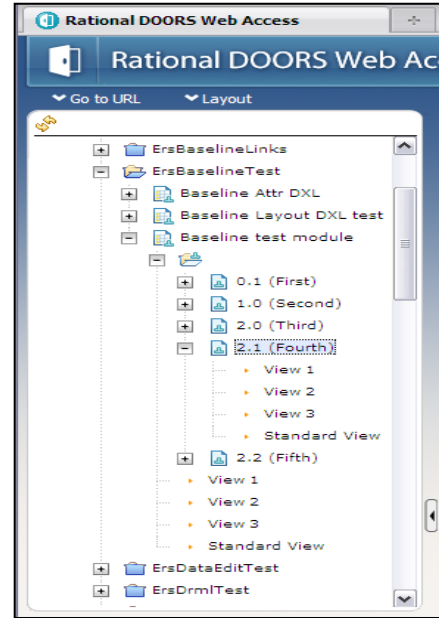 Rational DOORS Web Access
Rational DOORS Web Ac
Go to URL Layout
ErsBaselineLinks
ErsBaselineTest
Baseline Attr DXL
Baseline Layout DXL test
Baseline test module
0.1 (First)
1.0 (Second)
2.0 (Third)
2.1 (Fourth)
View 1
View 2
View 3
Standard View
2.2 (Fifth)
View 1
View 2
View 3
Standard View
ErsDataEditTest
ErsDrmlTest